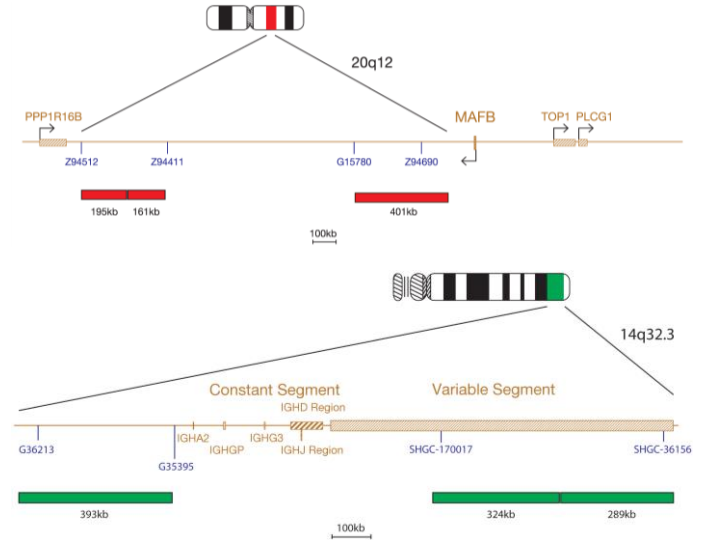 20q12
PPP1R16B
MAFB
TOP1 PLCG1
Z94512 Z94411 G15780 Z94690
195kb 161kb 401kb
100kb
14q32.3
Constant Segment Variable Segment
IGHD Region
IGHA2 IGHGP IGHG3 IGHJ Region
G36213 G35395 SHGC-170017 SHGC-36156
393kb 324kb 289kb
100kb